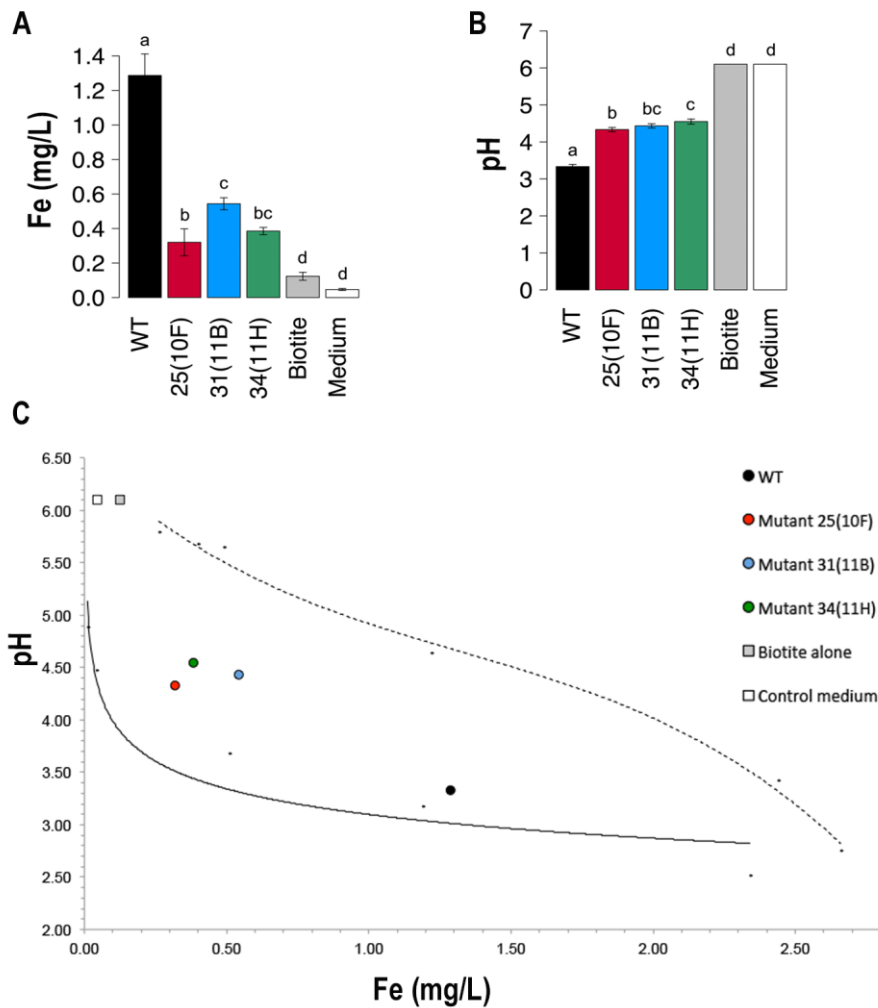 A
Fe (mg/L)
1.4
1.2
1.0
0.8
0.6
0.4
0.2
0.0
a
b
c
bc
d
d
WT
25(10F)
31(11B)
34(11H)
Biotite
Medium
B
pH
7
6
5
4
3
2
1
0
a
b
bc
c
d
d
WT
25(10F)
31(11B)
34(11H)
Biotite
Medium
C
pH
6.50
6.00
5.50
5.00
4.50
4.00
3.50
3.00
2.50
2.00
0.00
0.50
1.00
1.50
2.00
2.50
Fe (mg/L)
WT
Mutant 25(10F)
Mutant 31(11B)
Mutant 34(11H)
Biotite alone
Control medium